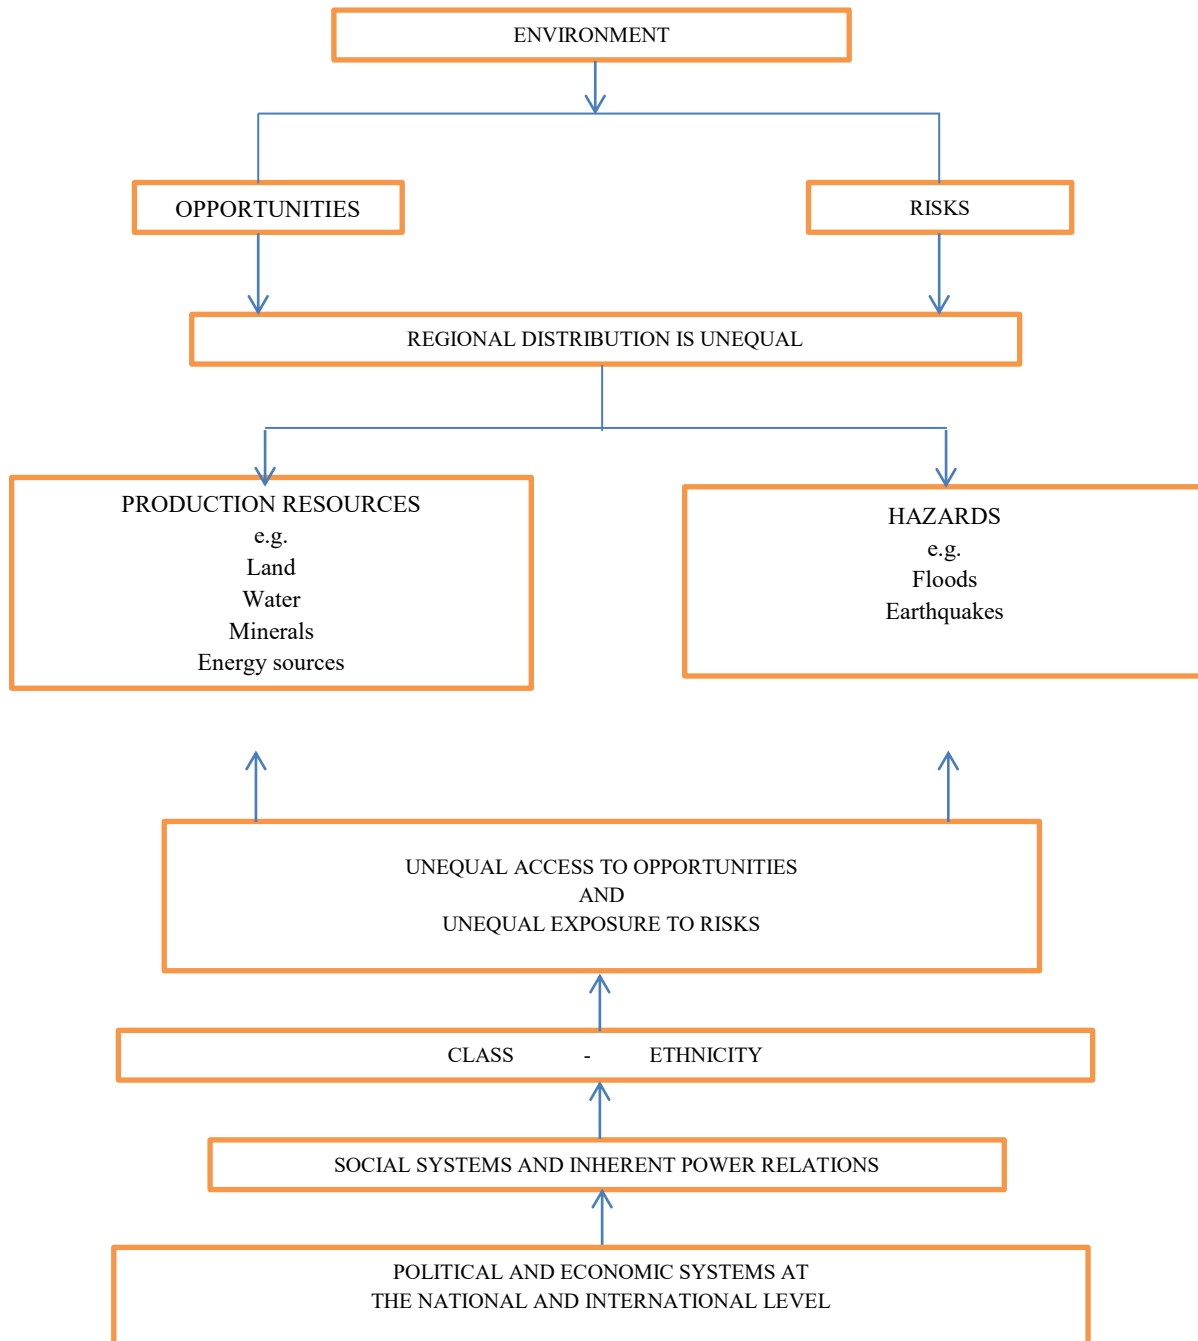 ENVIRONMENT
OPPORTUNITIES
RISKS
REGIONAL DISTRIBUTION IS UNEQUAL
PRODUCTION RESOURCES
e.g.
Land
Water
Minerals
Energy sources
HAZARDS
e.g.
Floods
Earthquakes
UNEQUAL ACCESS TO OPPORTUNITIES
AND
UNEQUAL EXPOSURE TO RISKS
CLASS - ETHNICITY
SOCIAL SYSTEMS AND INHERENT POWER RELATIONS
POLITICAL AND ECONOMIC SYSTEMS AT
THE NATIONAL AND INTERNATIONAL LEVEL